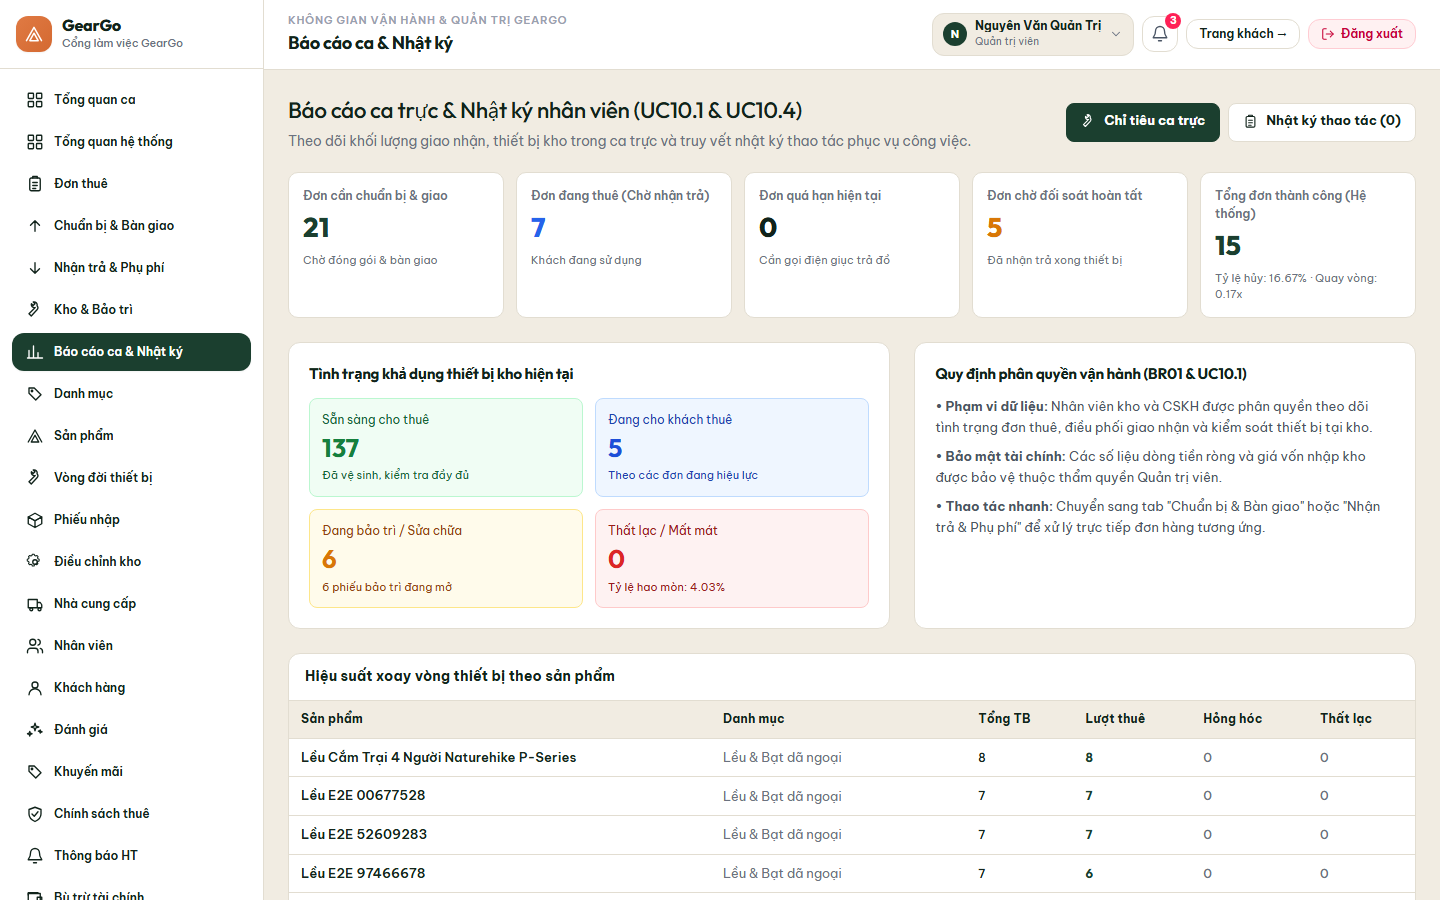 GearGo
Cổng làm việc GearGo
KHÔNG GIAN VẬN HÀNH & QUẢN TRỊ GEARGO
Báo cáo ca & Nhật ký
N
Nguyễn Văn Quản Trị
Quản trị viên
3
Trang khách →
Đăng xuất
Tổng quan ca
Tổng quan hệ thống
Đơn thuê
Chuẩn bị & Bàn giao
Nhận trả & Phụ phí
Kho & Bảo trì
Báo cáo ca & Nhật ký
Danh mục
Sản phẩm
Vòng đời thiết bị
Phiếu nhập
Điều chỉnh kho
Nhà cung cấp
Nhân viên
Khách hàng
Đánh giá
Khuyến mãi
Chính sách thuê
Thông báo HT
Bù trừ tài chính
Báo cáo ca trực & Nhật ký nhân viên (UC10.1 & UC10.4)
Theo dõi khối lượng giao nhận, thiết bị kho trong ca trực và truy vết nhật ký thao tác phục vụ công việc.
Chỉ tiêu ca trực
Nhật ký thao tác (0)
Đơn cần chuẩn bị & giao
21
Chờ đóng gói & bàn giao
Đơn đang thuê (Chờ nhận trả)
7
Khách đang sử dụng
Đơn quá hạn hiện tại
0
Cần gọi điện giục trả đồ
Đơn chờ đối soát hoàn tất
5
Đã nhận trả xong thiết bị
Tổng đơn thành công (Hệ
thống)
15
Tỷ lệ hủy: 16.67% · Quay vòng:
0.17x
Tình trạng khả dụng thiết bị kho hiện tại
Sẵn sàng cho thuê
137
Đã vệ sinh, kiểm tra đầy đủ
Đang cho khách thuê
5
Theo các đơn đang hiệu lực
Đang bảo trì / Sửa chữa
6
6 phiếu bảo trì đang mở
Thất lạc / Mất mát
0
Tỷ lệ hao mòn: 4.03%
Quy định phân quyền vận hành (BR01 & UC10.1)
• Phạm vi dữ liệu: Nhân viên kho và CSKH được phân quyền theo dõi
tình trạng đơn thuê, điều phối giao nhận và kiểm soát thiết bị tại kho.
• Bảo mật tài chính: Các số liệu dòng tiền ròng và giá vốn nhập kho
được bảo vệ thuộc thẩm quyền Quản trị viên.
• Thao tác nhanh: Chuyển sang tab "Chuẩn bị & Bàn giao" hoặc "Nhận
trả & Phụ phí" để xử lý trực tiếp đơn hàng tương ứng.
Hiệu suất xoay vòng thiết bị theo sản phẩm
Sản phẩm Danh mục Tổng TB Lượt thuê Hỏng hóc Thất lạc
Lều Cắm Trại 4 Người Naturehike P-Series Lều & Bạt dã ngoại 8 8 0 0
Lều E2E 00677528 Lều & Bạt dã ngoại 7 7 0 0
Lều E2E 52609283 Lều & Bạt dã ngoại 7 7 0 0
Lều E2E 97466678 Lều & Bạt dã ngoại 7 6 0 0